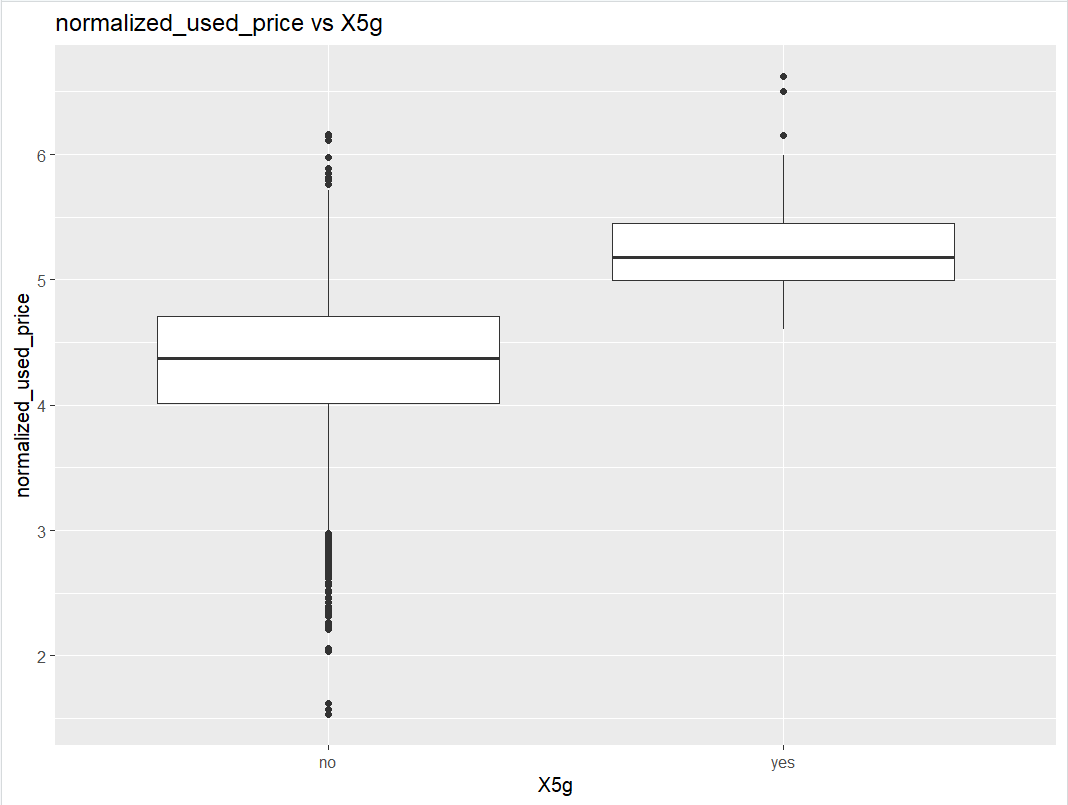 normalized_used_price vs X5g
normalized_used_price
6
5
4
3
2
no
yes
X5g